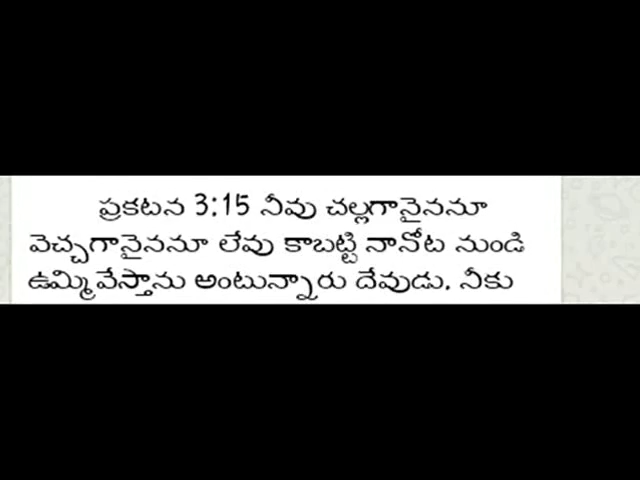 ప్రకటన 3:15 నీవు చల్లగానైననూ
వెచ్చగానైననూ లేవు కాబట్టి నానోట నుండి
ఉమ్మివేస్తాను అంటున్నారు దేవుడు. నీకు